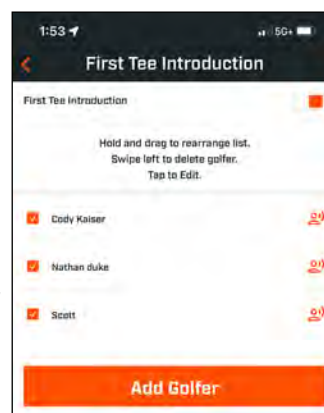 1:53
5G+
First Tee Introduction
First Tee Introduction
Hold and drag to rearrange list.
Swipe left to delete golfer.
Tap to Edit.
Cody Kaiser
Nathan duke
Scott
Add Golfer